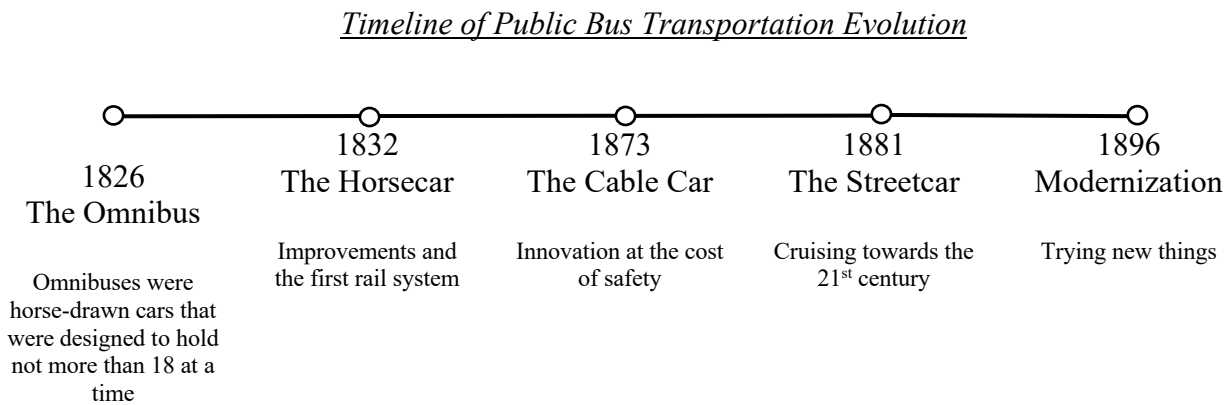 Timeline of Public Bus Transportation Evolution
1826
The Omnibus
Omnibuses were
horse-drawn cars that
were designed to hold
not more than 18 at a
time
1832
The Horsecar
Improvements and
the first rail system
1873
The Cable Car
Innovation at the cost
of safety
1881
The Streetcar
Cruising towards the
21st century
1896
Modernization
Trying new things